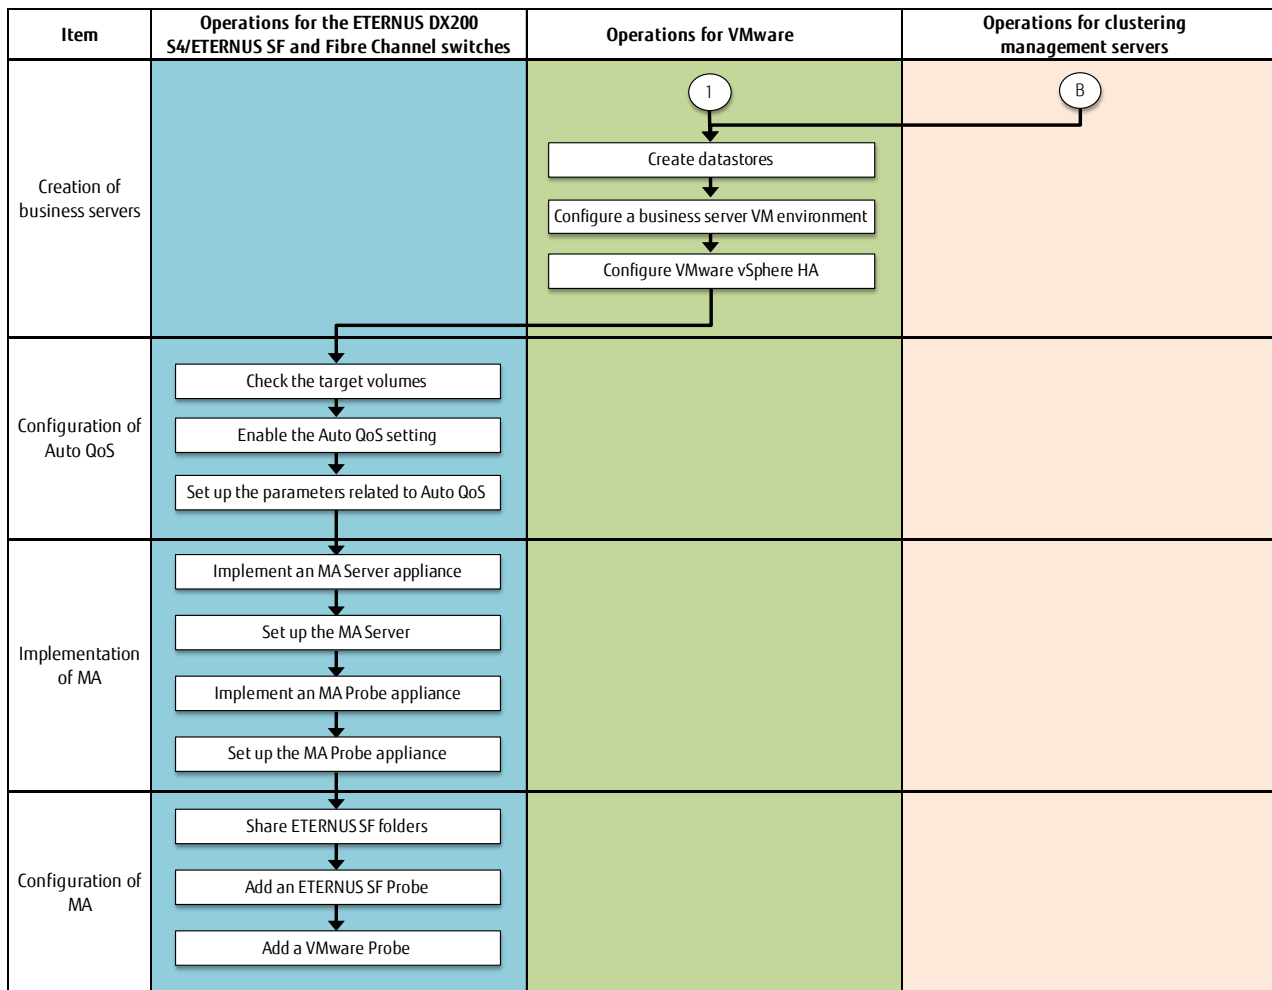 Item
Operations for the ETERNUS DX200
S4/ETERNUS SF and Fibre Channel switches
Operations for VMware
Operations for clustering
management servers
Creation of
business servers
1
B
Create datastores
Configure a business server VM environment
Configure VMware vSphere HA
Configuration of
Auto QoS
Check the target volumes
Enable the Auto QoS setting
Set up the parameters related to Auto QoS
Implementation
of MA
Implement an MA Server appliance
Set up the MA Server
Implement an MA Probe appliance
Set up the MA Probe appliance
Configuration of
MA
Share ETERNUS SF folders
Add an ETERNUS SF Probe
Add a VMware Probe